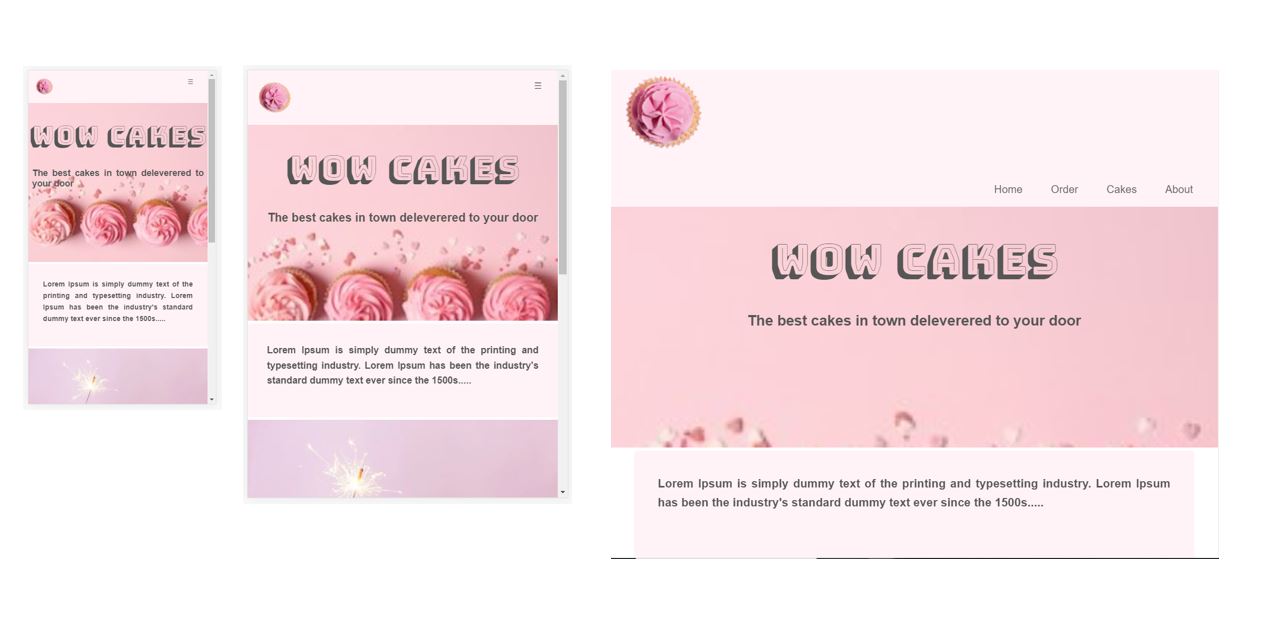 ☰
WOW CAKES
The best cakes in town deleverered to
your door
Lorem Ipsum is simply dummy text of the
printing and typesetting industry. Lorem
Ipsum has been the industry's standard
dummy text ever since the 1500s.....
☰
WOW CAKES
The best cakes in town deleverered to your door
Lorem Ipsum is simply dummy text of the printing and
typesetting industry. Lorem Ipsum has been the industry's
standard dummy text ever since the 1500s.....
Home Order Cakes About
WOW CAKES
The best cakes in town deleverered to your door
Lorem Ipsum is simply dummy text of the printing and typesetting industry. Lorem Ipsum
has been the industry's standard dummy text ever since the 1500s.....